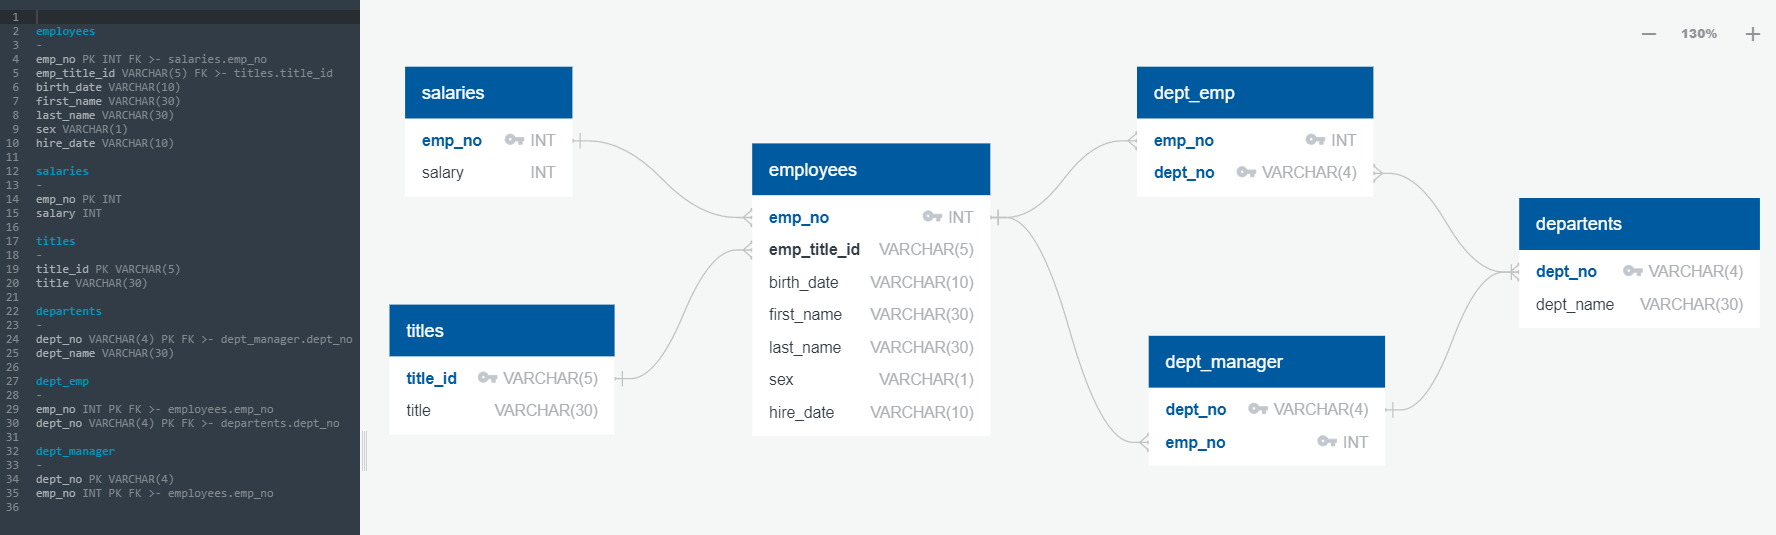 1
2 employees
3 -
4 emp_no PK INT FK >- salaries.emp_no
5 emp_title_id VARCHAR(5) FK >- titles.title_id
6 birth_date VARCHAR(10)
7 first_name VARCHAR(30)
8 last_name VARCHAR(30)
9 sex VARCHAR(1)
10 hire_date VARCHAR(10)
11
12 salaries
13 -
14 emp_no PK INT
15 salary INT
16
17 titles
18 -
19 title_id PK VARCHAR(5)
20 title VARCHAR(30)
21
22 departents
23 -
24 dept_no VARCHAR(4) PK FK >- dept_manager.dept_no
25 dept_name VARCHAR(30)
26
27 dept_emp
28 -
29 emp_no INT PK FK >- employees.emp_no
30 dept_no VARCHAR(4) PK FK >- departents.dept_no
31
32 dept_manager
33 -
34 dept_no PK VARCHAR(4)
35 emp_no INT PK FK >- employees.emp_no
36
130%
salaries
emp_no INT
salary INT
titles
title_id VARCHAR(5)
title VARCHAR(30)
employees
emp_no INT
emp_title_id VARCHAR(5)
birth_date VARCHAR(10)
first_name VARCHAR(30)
last_name VARCHAR(30)
sex VARCHAR(1)
hire_date VARCHAR(10)
dept_emp
emp_no INT
dept_no VARCHAR(4)
dept_manager
dept_no VARCHAR(4)
emp_no INT
departents
dept_no VARCHAR(4)
dept_name VARCHAR(30)